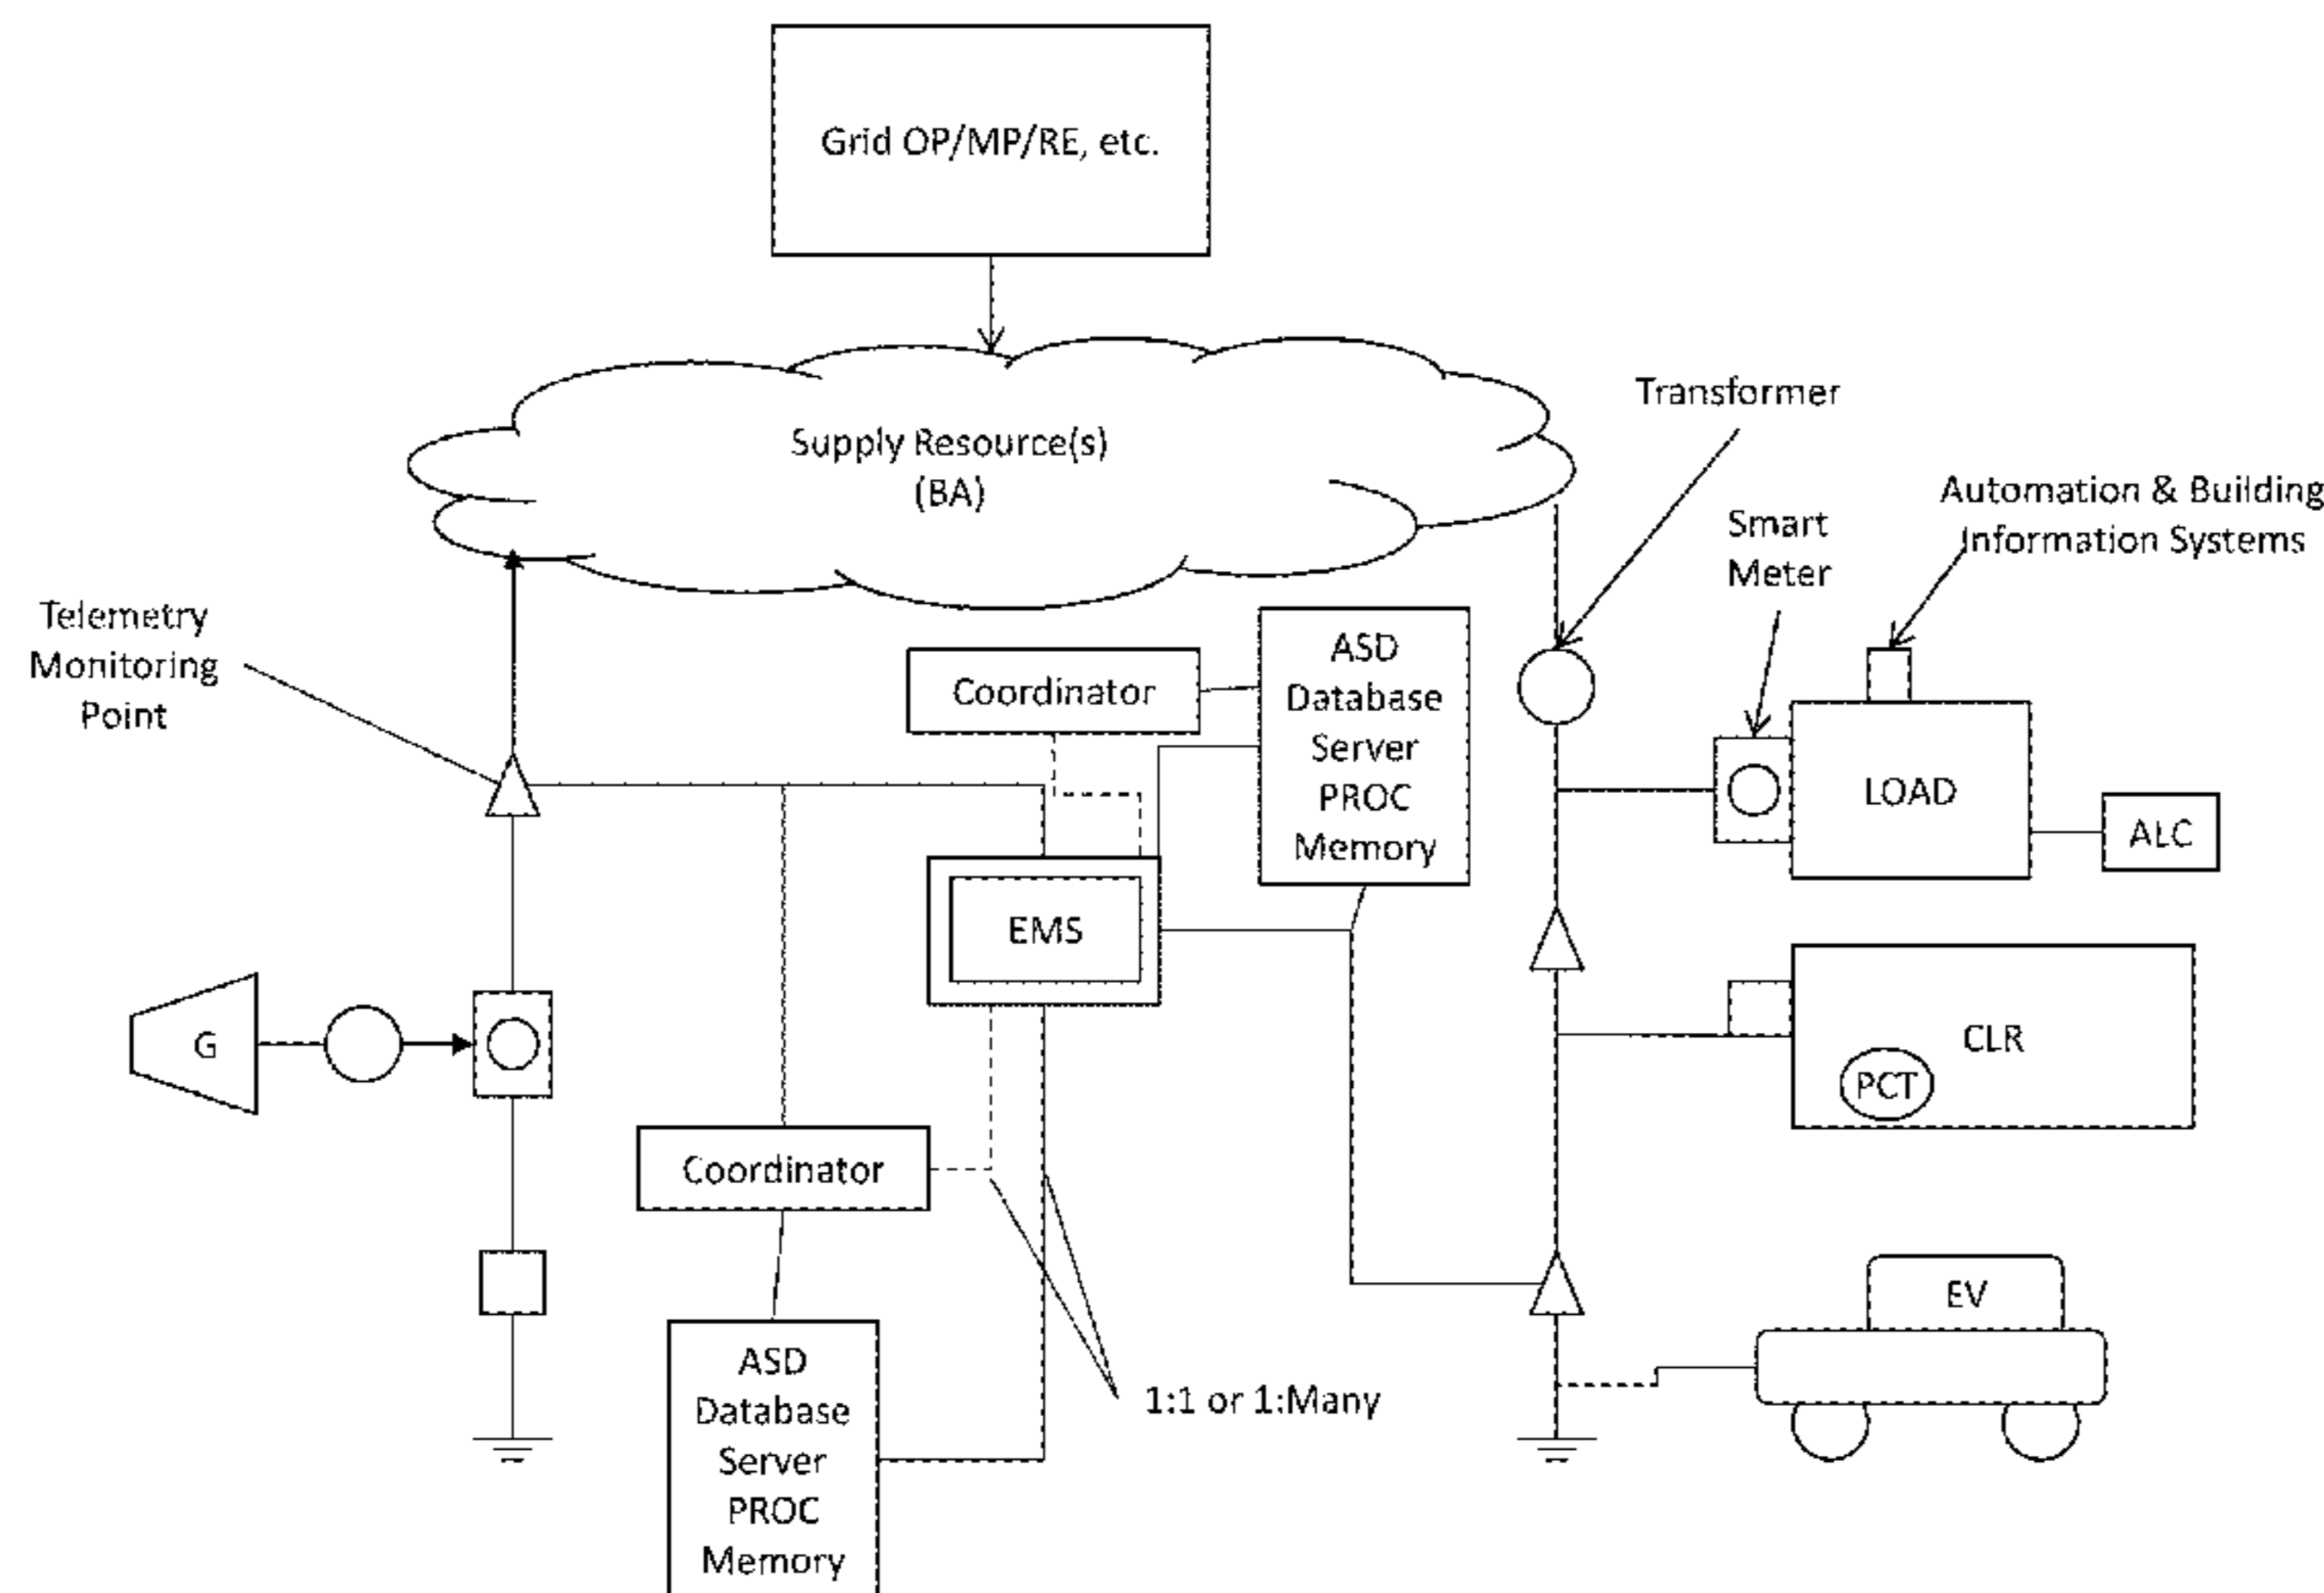 Grid OP/MP/RE, etc.
Supply Resource(s)
(BA)
Transformer
Automation & Building
Information Systems
Smart
Meter
Telemetry
Monitoring
Point
Coordinator
ASD
Database
Server
PROC
Memory
LOAD
ALC
EMS
G
CLR
PCT
Coordinator
EV
ASD
Database
Server
PROC
Memory
1:1 or 1:Many